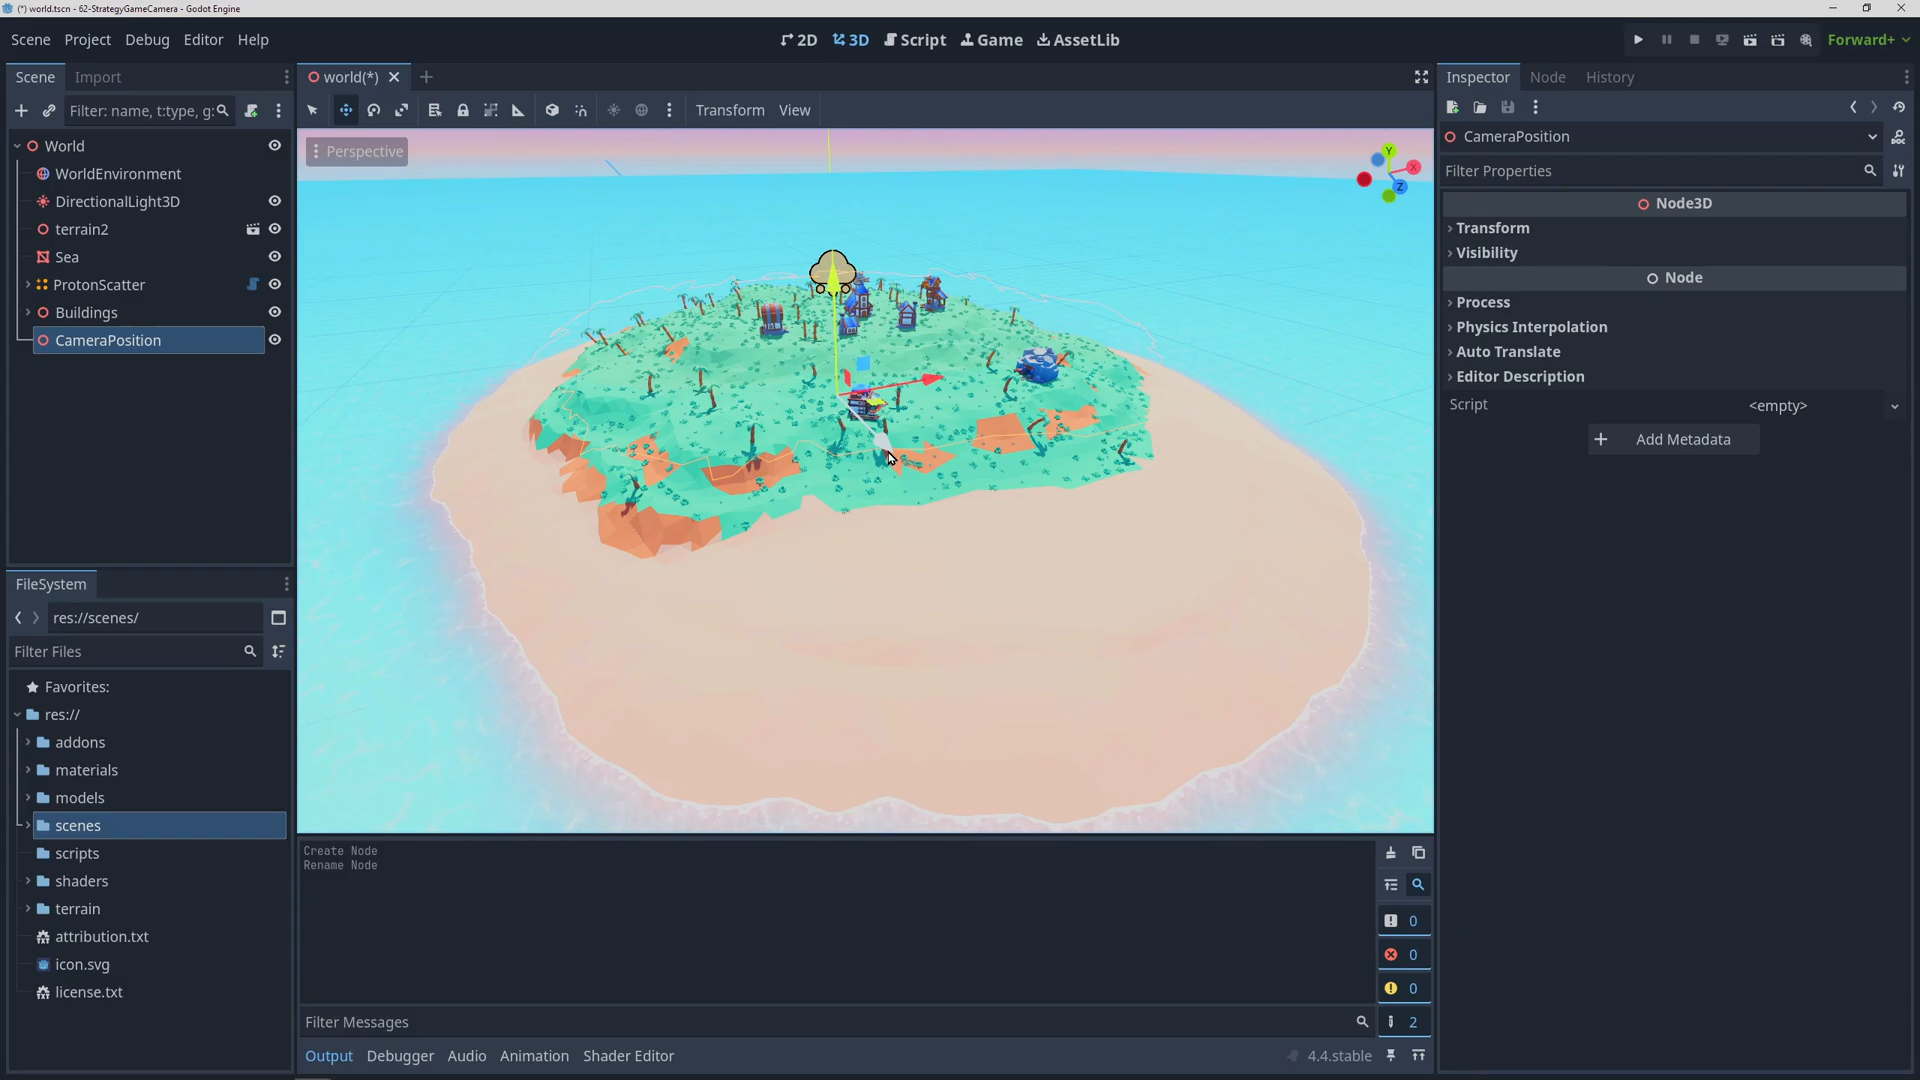 (*) world.tscn - 62-StrategyGameCamera - Godot Engine
Scene Project Debug Editor Help
2D 3D Script Game AssetLib
Forward+
Scene Import
Filter: name, t:type, g:
World
WorldEnvironment
DirectionalLight3D
terrain2
Sea
ProtonScatter
Buildings
CameraPosition
FileSystem
res://scenes/
Filter Files
Favorites:
res://
addons
materials
models
scenes
scripts
shaders
terrain
attribution.txt
icon.svg
license.txt
world(*)
Transform View
Perspective
Y
X
Z
Create Node
Rename Node
0
0
0
2
Filter Messages
Output Debugger Audio Animation Shader Editor
4.4.stable
Inspector Node History
CameraPosition
Filter Properties
Node3D
Transform
Visibility
Node
Process
Physics Interpolation
Auto Translate
Editor Description
Script <empty>
Add Metadata